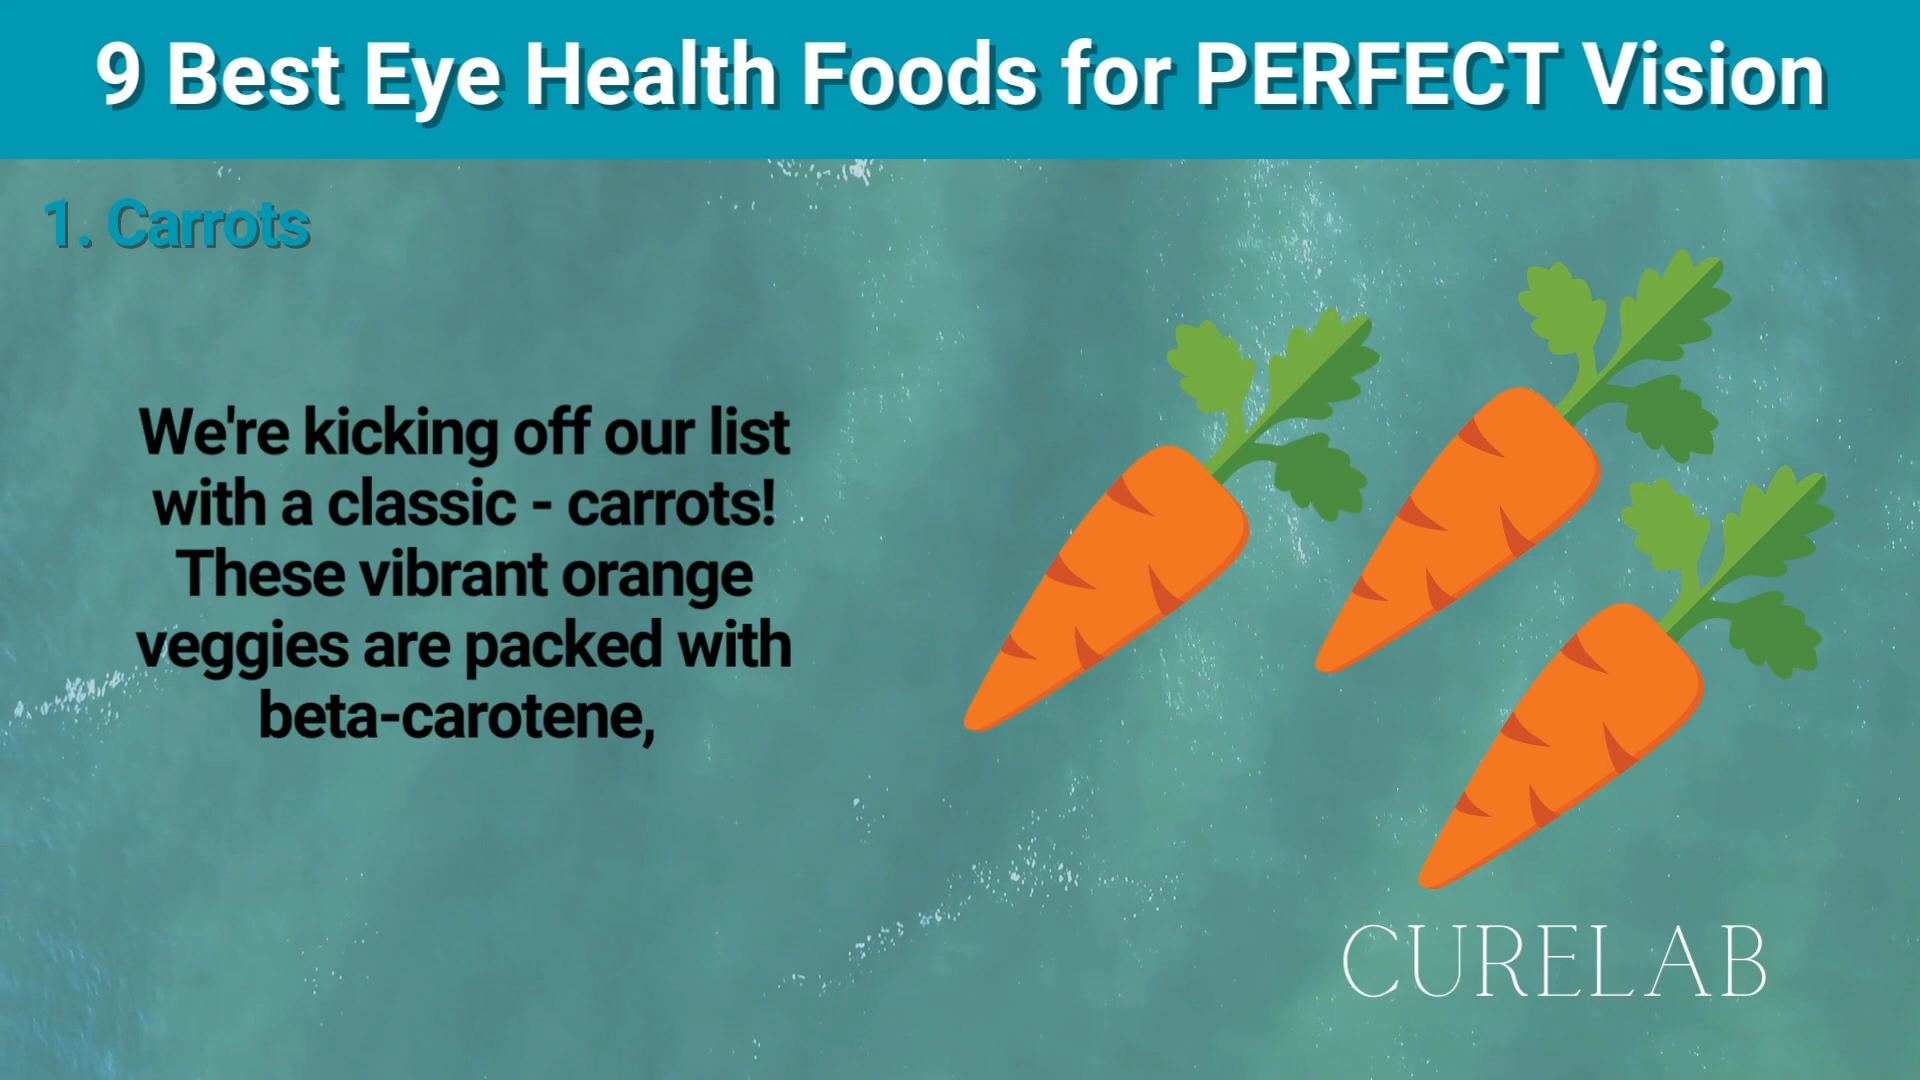 9 Best Eye Health Foods for PERFECT Vision
1. Carrots
We're kicking off our list
with a classic - carrots!
These vibrant orange
veggies are packed with
beta-carotene,
CURELAB